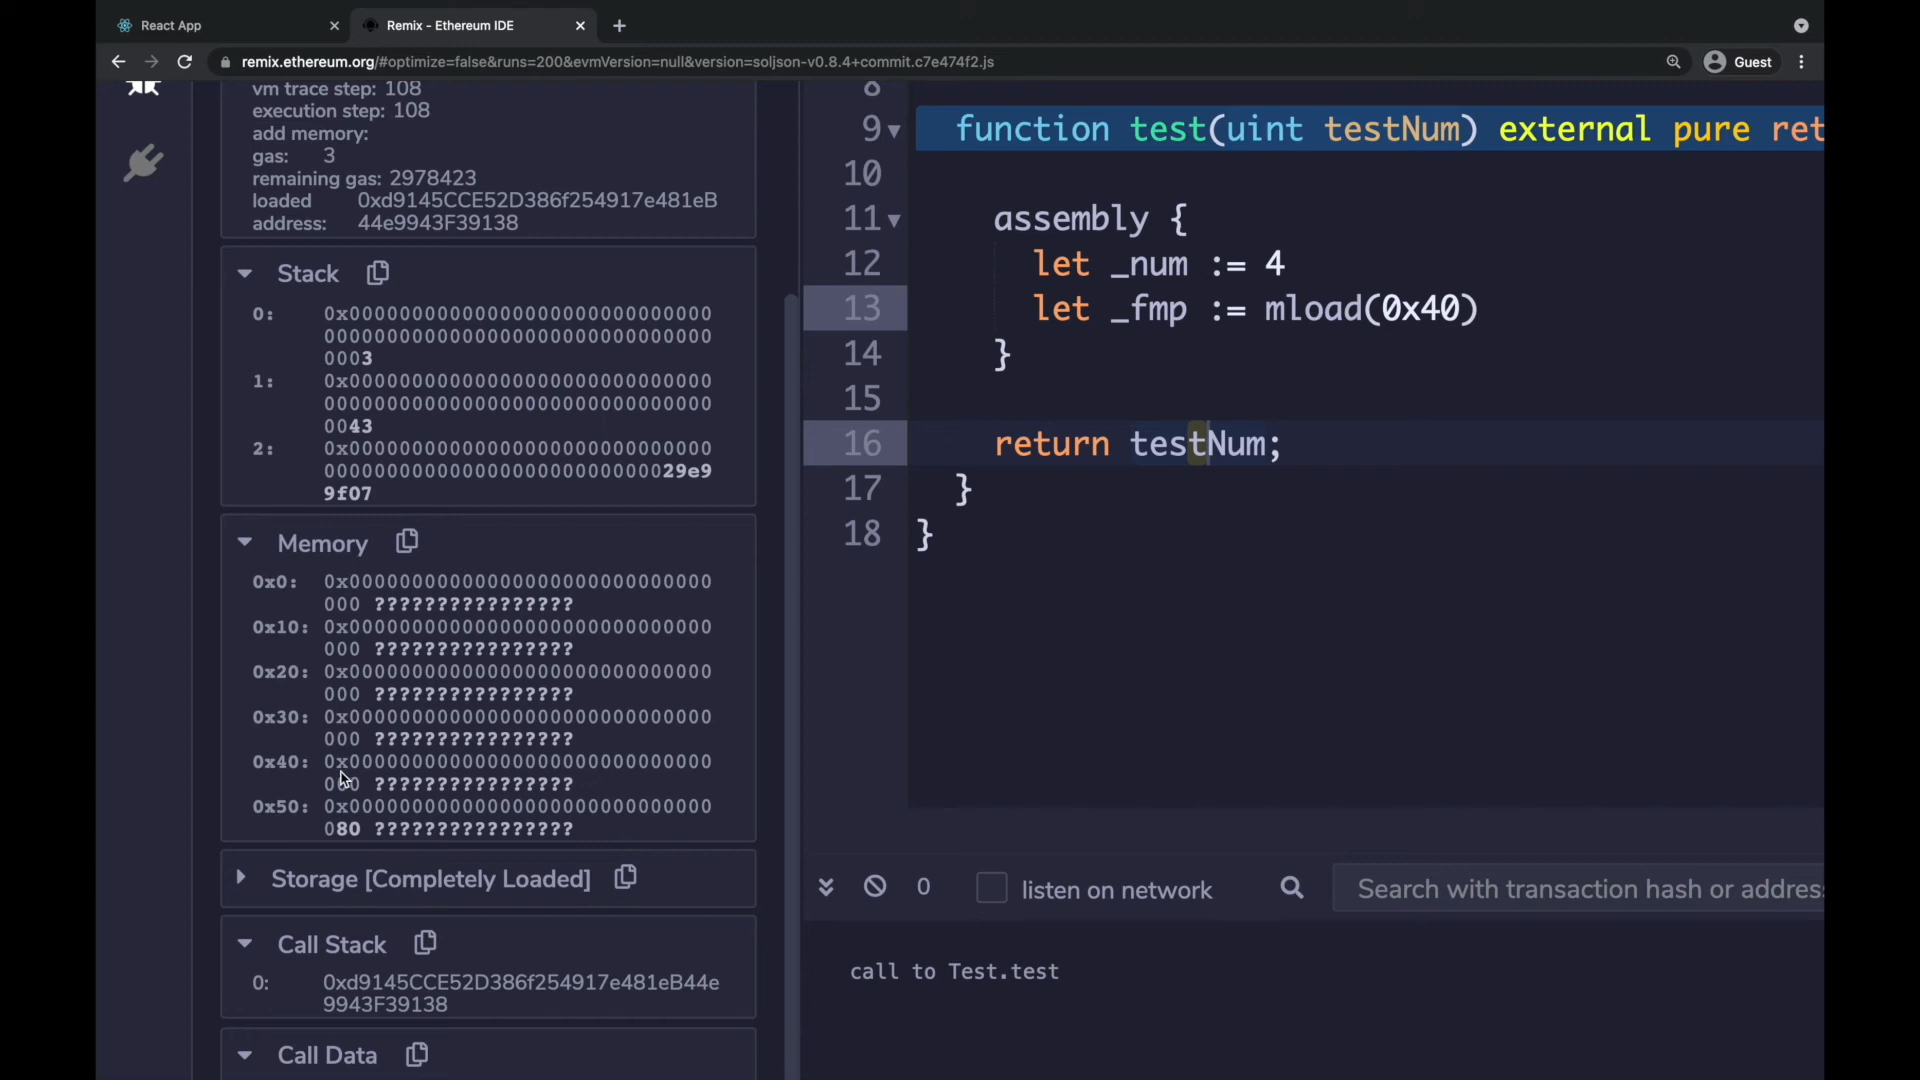 React App
Remix - Ethereum IDE
remix.ethereum.org/#optimize=false&runs=200&evmVersion=null&version=soljson-v0.8.4+commit.c7e474f2.js
Guest
vm trace step: 108
execution step: 108
add memory:
gas: 3
remaining gas: 2978423
loaded 0xd9145CCE52D386f254917e481eB
address: 44e9943F39138
Stack
0: 0x00000000000000000000000000000
0000000000000000000000000000000
0003
1: 0x00000000000000000000000000000
0000000000000000000000000000000
0043
2: 0x00000000000000000000000000000
00000000000000000000000000029e9
9f07
Memory
0x0: 0x00000000000000000000000000000
000 ????????????????
0x10: 0x00000000000000000000000000000
000 ????????????????
0x20: 0x00000000000000000000000000000
000 ????????????????
0x30: 0x00000000000000000000000000000
000 ????????????????
0x40: 0x00000000000000000000000000000
000 ????????????????
0x50: 0x00000000000000000000000000000
080 ????????????????
Storage [Completely Loaded]
Call Stack
0: 0xd9145CCE52D386f254917e481eB44e
9943F39138
Call Data
8
9 function test(uint testNum) external pure ret
10
11 assembly {
12 let _num := 4
13 let _fmp := mload(0x40)
14 }
15
16 return testNum;
17 }
18 }
0 listen on network Search with transaction hash or addres
call to Test.test